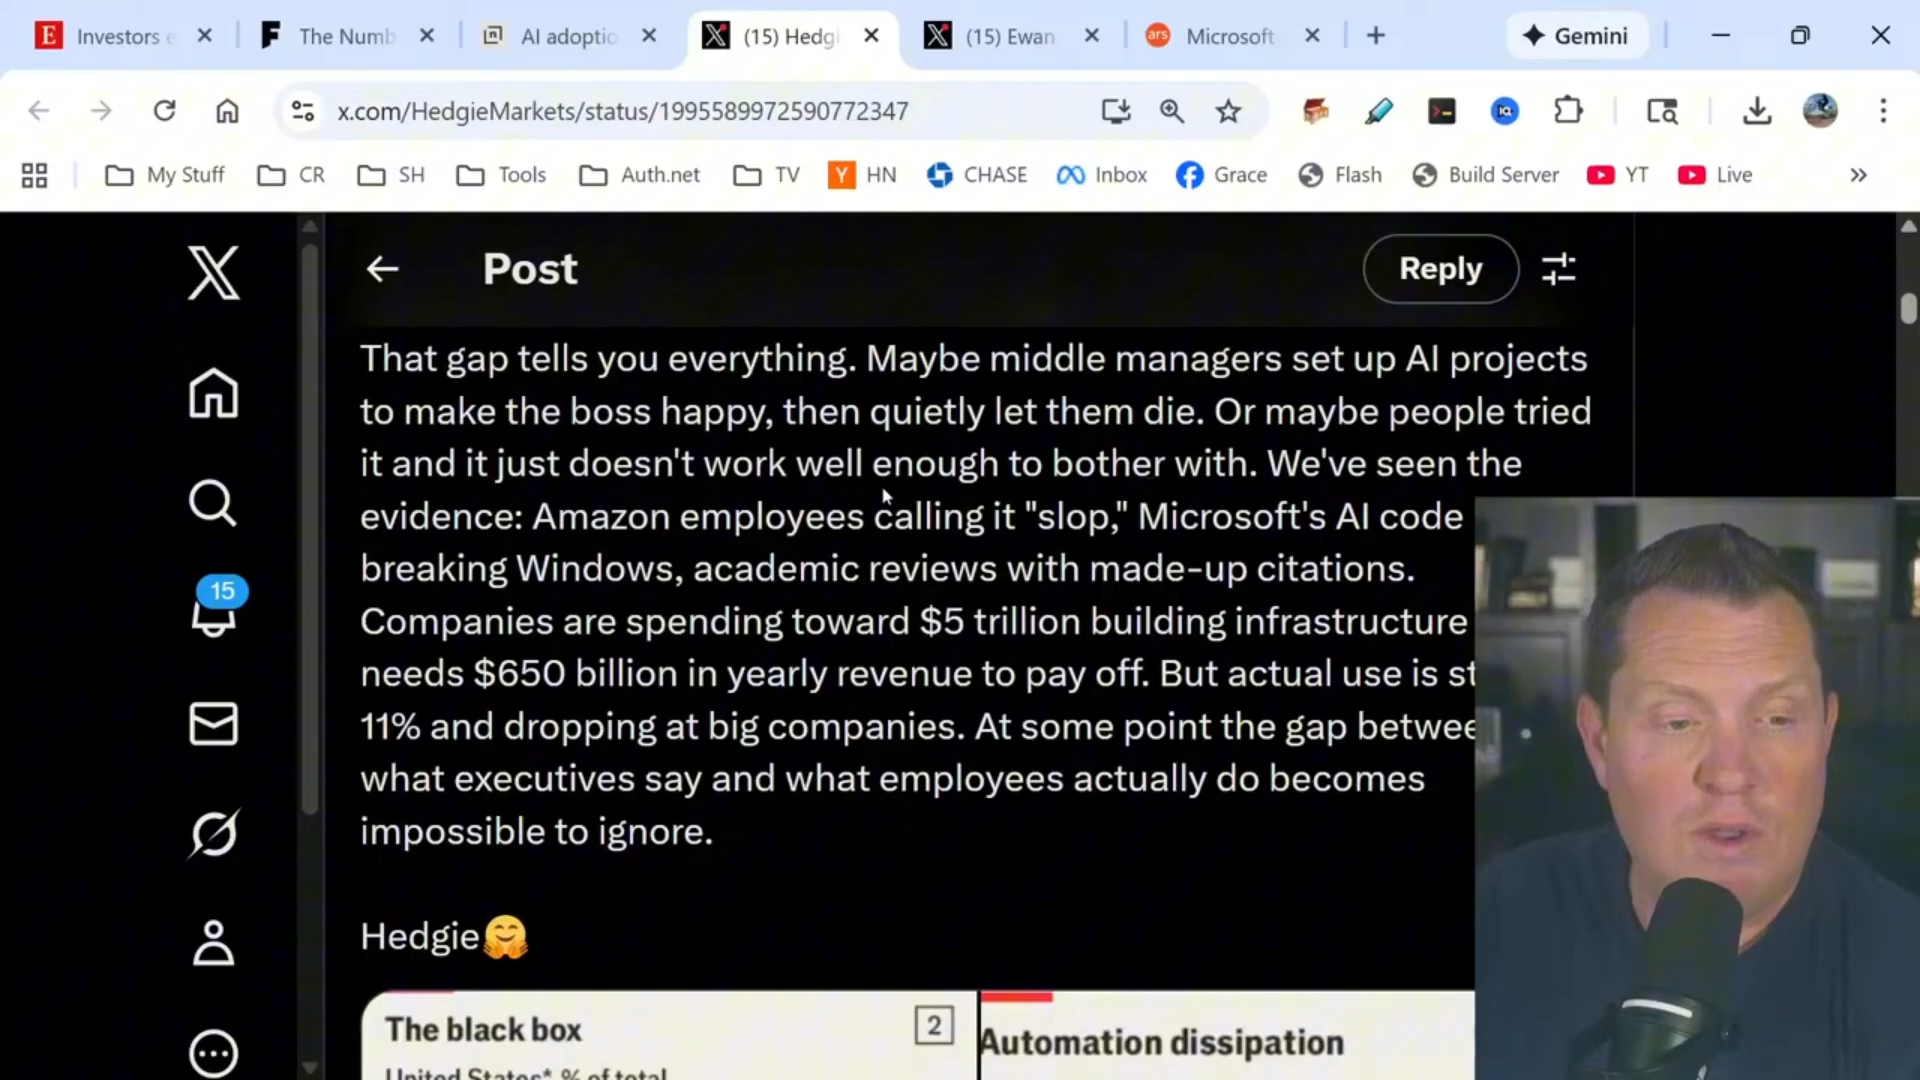 Investors e
The Numb
AI adoptio
(15) Hedgi
(15) Ewan
ars
Microsoft
Gemini
x.com/HedgieMarkets/status/1995589972590772347
My Stuff
CR
SH
Tools
Auth.net
TV
HN
CHASE
Inbox
Grace
Flash
Build Server
YT
Live
Post
Reply
That gap tells you everything. Maybe middle managers set up AI projects
to make the boss happy, then quietly let them die. Or maybe people tried
it and it just doesn't work well enough to bother with. We've seen the
evidence: Amazon employees calling it "slop," Microsoft's AI code
breaking Windows, academic reviews with made-up citations.
Companies are spending toward $5 trillion building infrastructure
needs $650 billion in yearly revenue to pay off. But actual use is st
11% and dropping at big companies. At some point the gap betwee
what executives say and what employees actually do becomes
impossible to ignore.
15
Hedgie🤗
The black box
2
United States* % of total
Automation dissipation